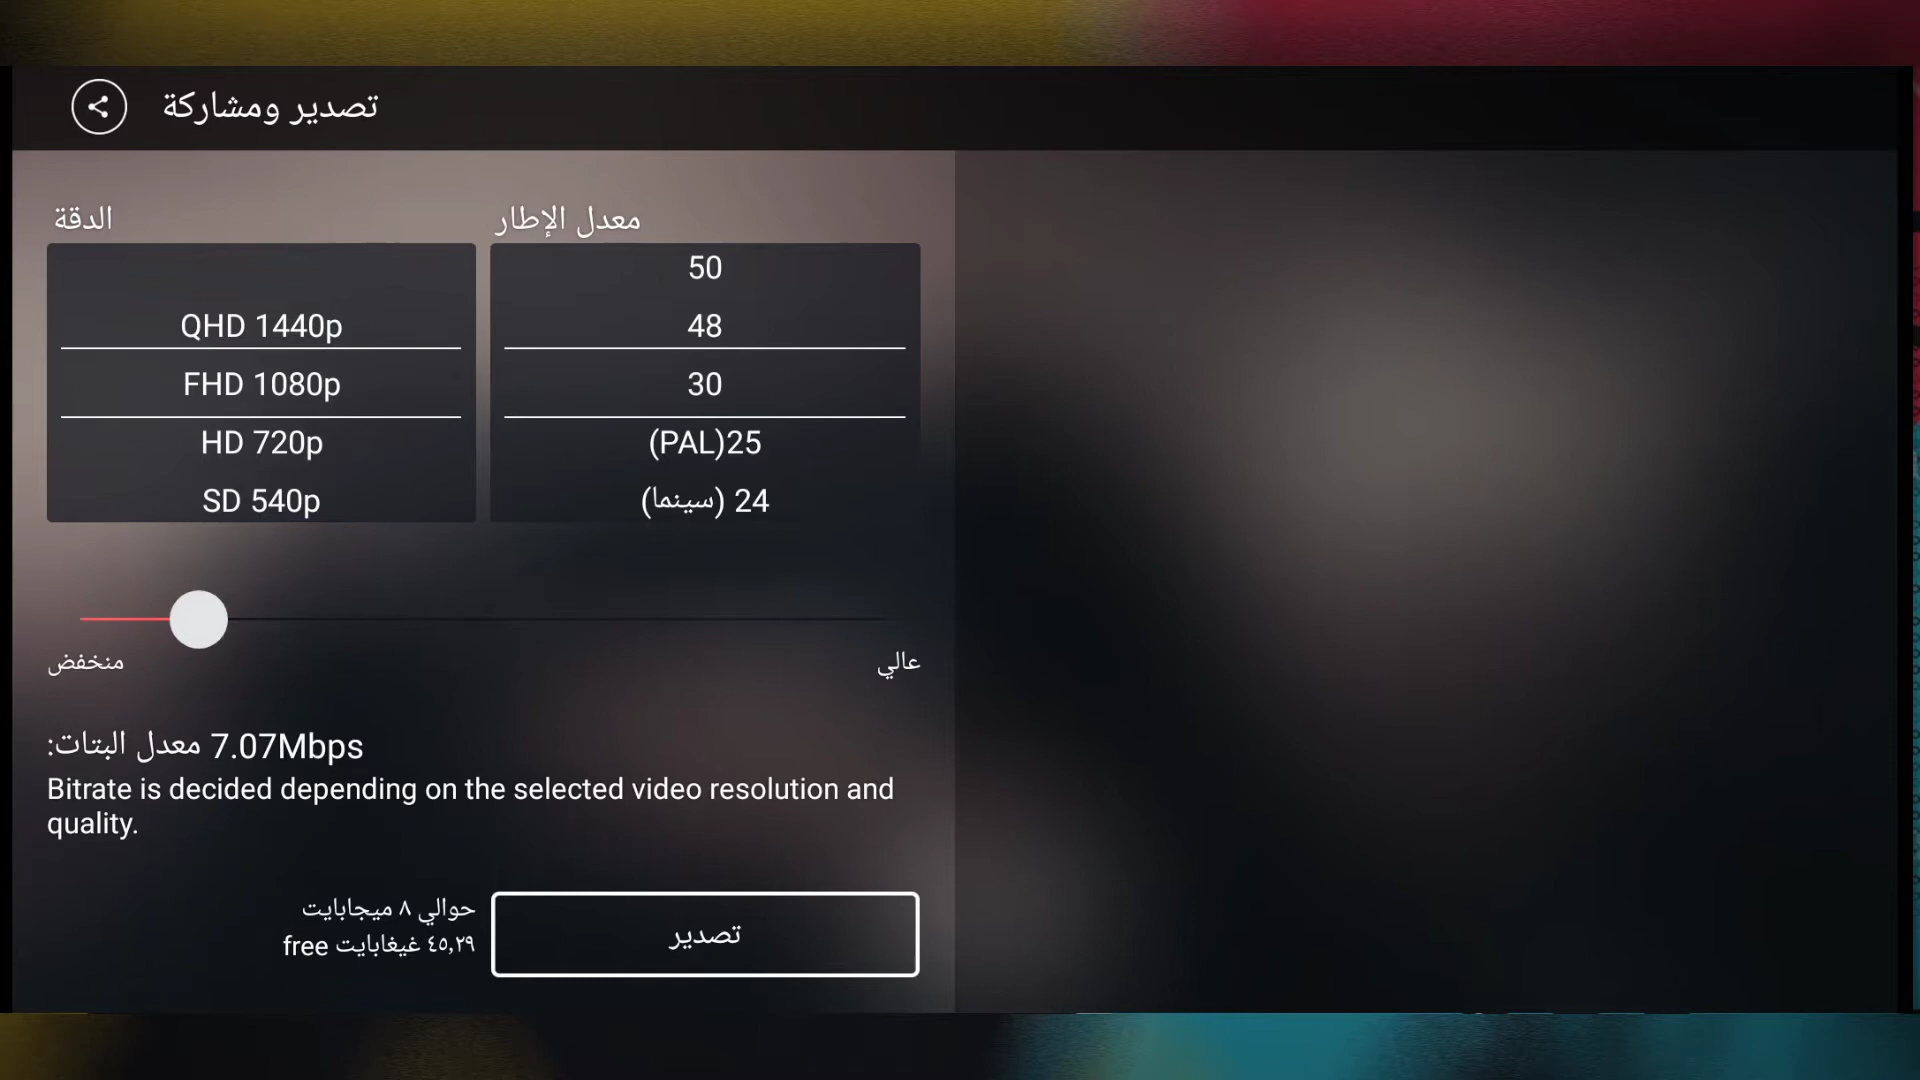 تصدير ومشاركة
الدقة
QHD 1440p
FHD 1080p
HD 720p
SD 540p
معدل الإطار
50
48
30
(PAL)25
24 (سينما)
منخفض
عالي
معدل البتات: 7.07Mbps
Bitrate is decided depending on the selected video resolution and
quality.
حوالي ٨ ميجابايت
٤٥,٢٩ غيغابايت free
تصدير